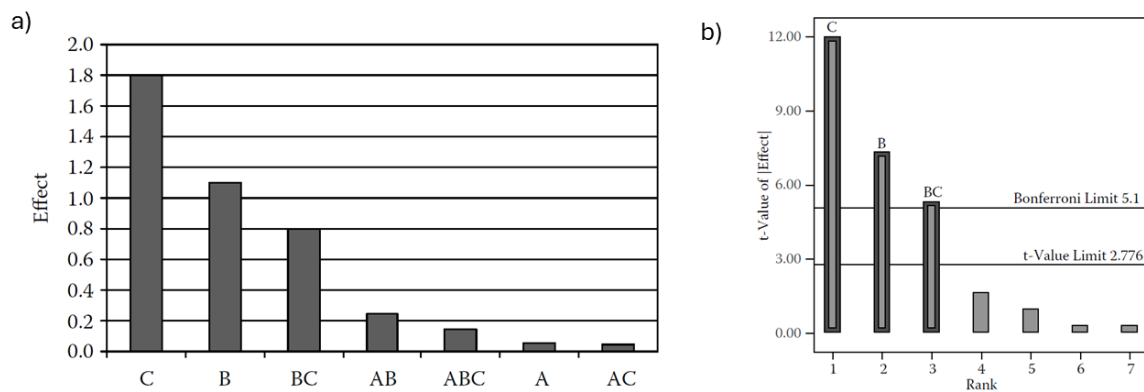 a)
2.0
1.8
1.6
1.4
1.2
1.0
0.8
0.6
0.4
0.2
0.0
Effect
C B BC AB ABC A AC
b)
12.00
9.00
6.00
3.00
0.00
t-Value of |Effect|
C
B
BC
Bonferroni Limit 5.1
t-Value Limit 2.776
1 2 3 4 5 6 7
Rank